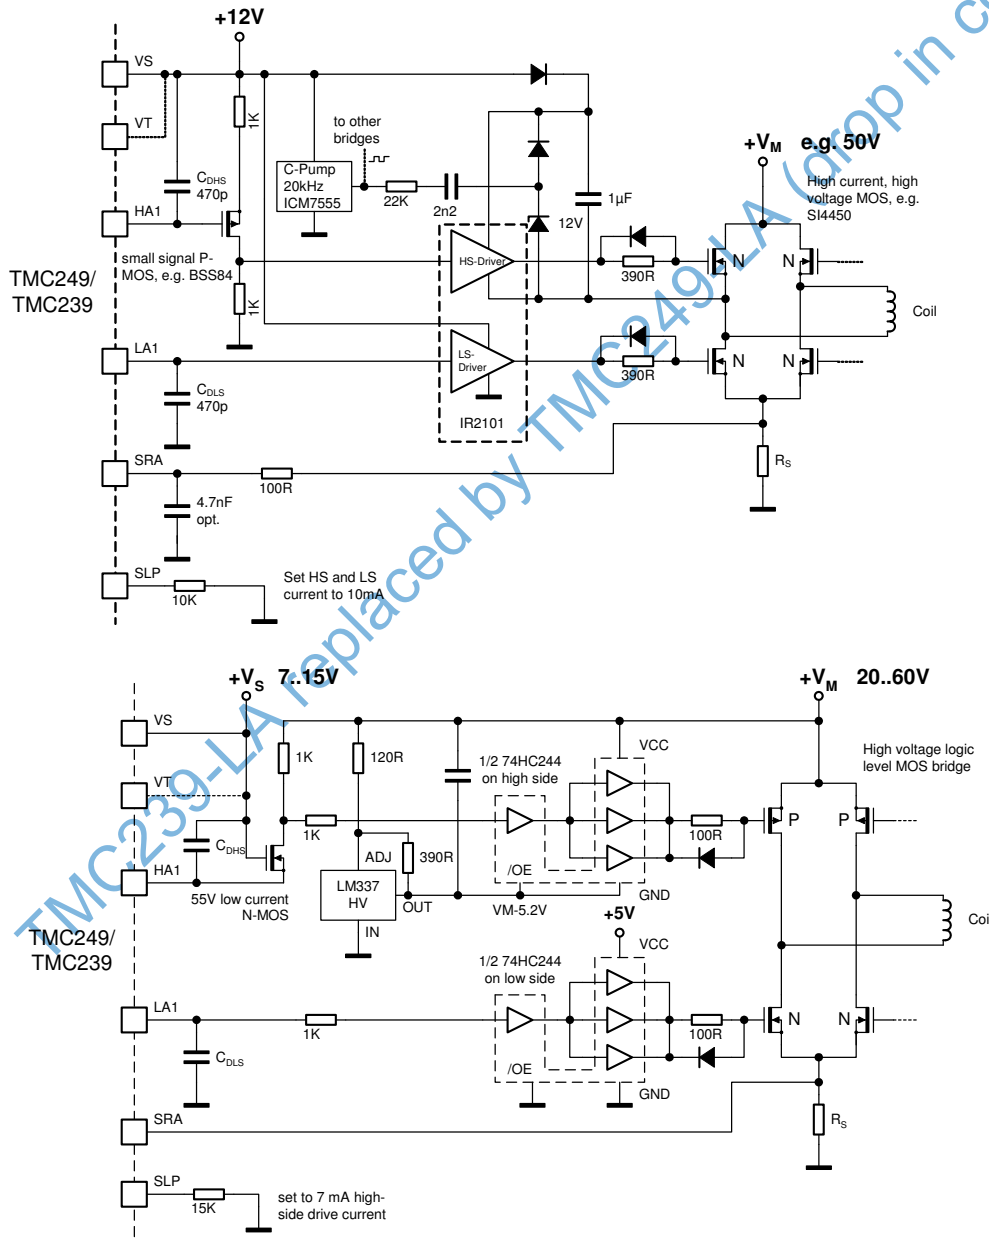 +12V
VS
VT
1K
to other
bridges
C-Pump
20kHz
ICM7555
22K
2n2
CDHS
470p
HA1
small signal P-
MOS, e.g. BSS84
1K
TMC249/
TMC239
HS-Driver
12V
1µF
390R
+VM e.g. 50V
High current, high
voltage MOS, e.g.
SI4450
N
N
Coil
LA1
CDLS
470p
LS-
Driver
IR2101
390R
N
N
SRA
100R
4.7nF
opt.
RS
SLP
10K
Set HS and LS
current to 10mA
TMC239-LA replaced by TMC249-LA (drop in c
+VS 7..15V
+VM 20..60V
VS
VT
1K
120R
1/2 74HC244
on high side
VCC
High voltage logic
level MOS bridge
CDHS
HA1
1K
ADJ
390R
/OE
100R
P
P
55V low current
N-MOS
LM337
HV
OUT
IN
VM-5.2V
GND
TMC249/
TMC239
+5V
Coi
1/2 74HC244
on low side
VCC
LA1
1K
CDLS
/OE
100R
N
N
GND
SRA
RS
SLP
15K
set to 7 mA high-
side drive current